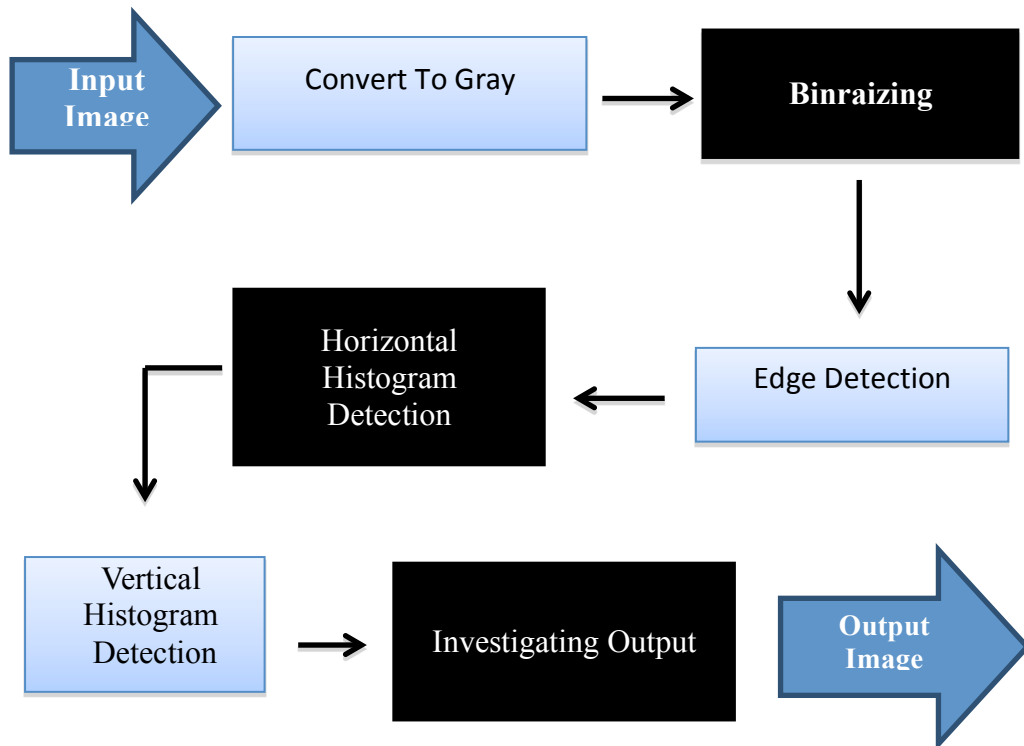 Input
Image
Convert To Gray
Binraizing
Edge Detection
Horizontal
Histogram
Detection
Vertical
Histogram
Detection
Investigating Output
Output
Image